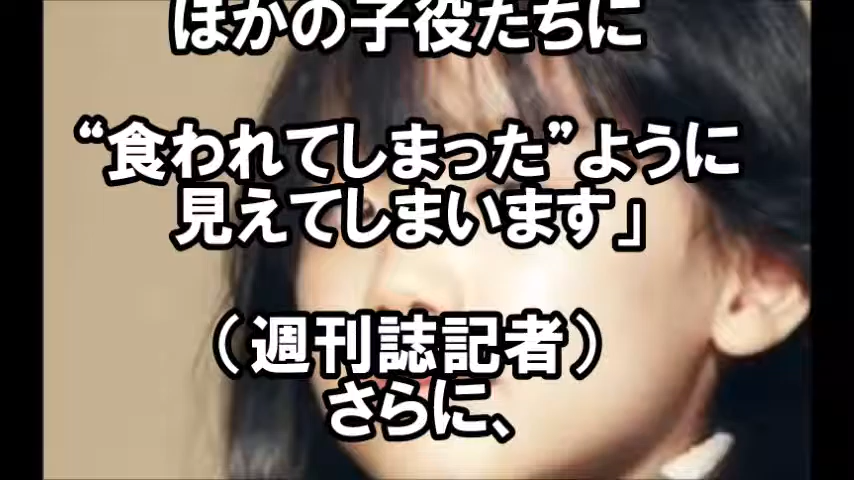 ほかの子役たちに
“食われてしまった”ように
見えてしまいます」
（週刊誌記者）
さらに、